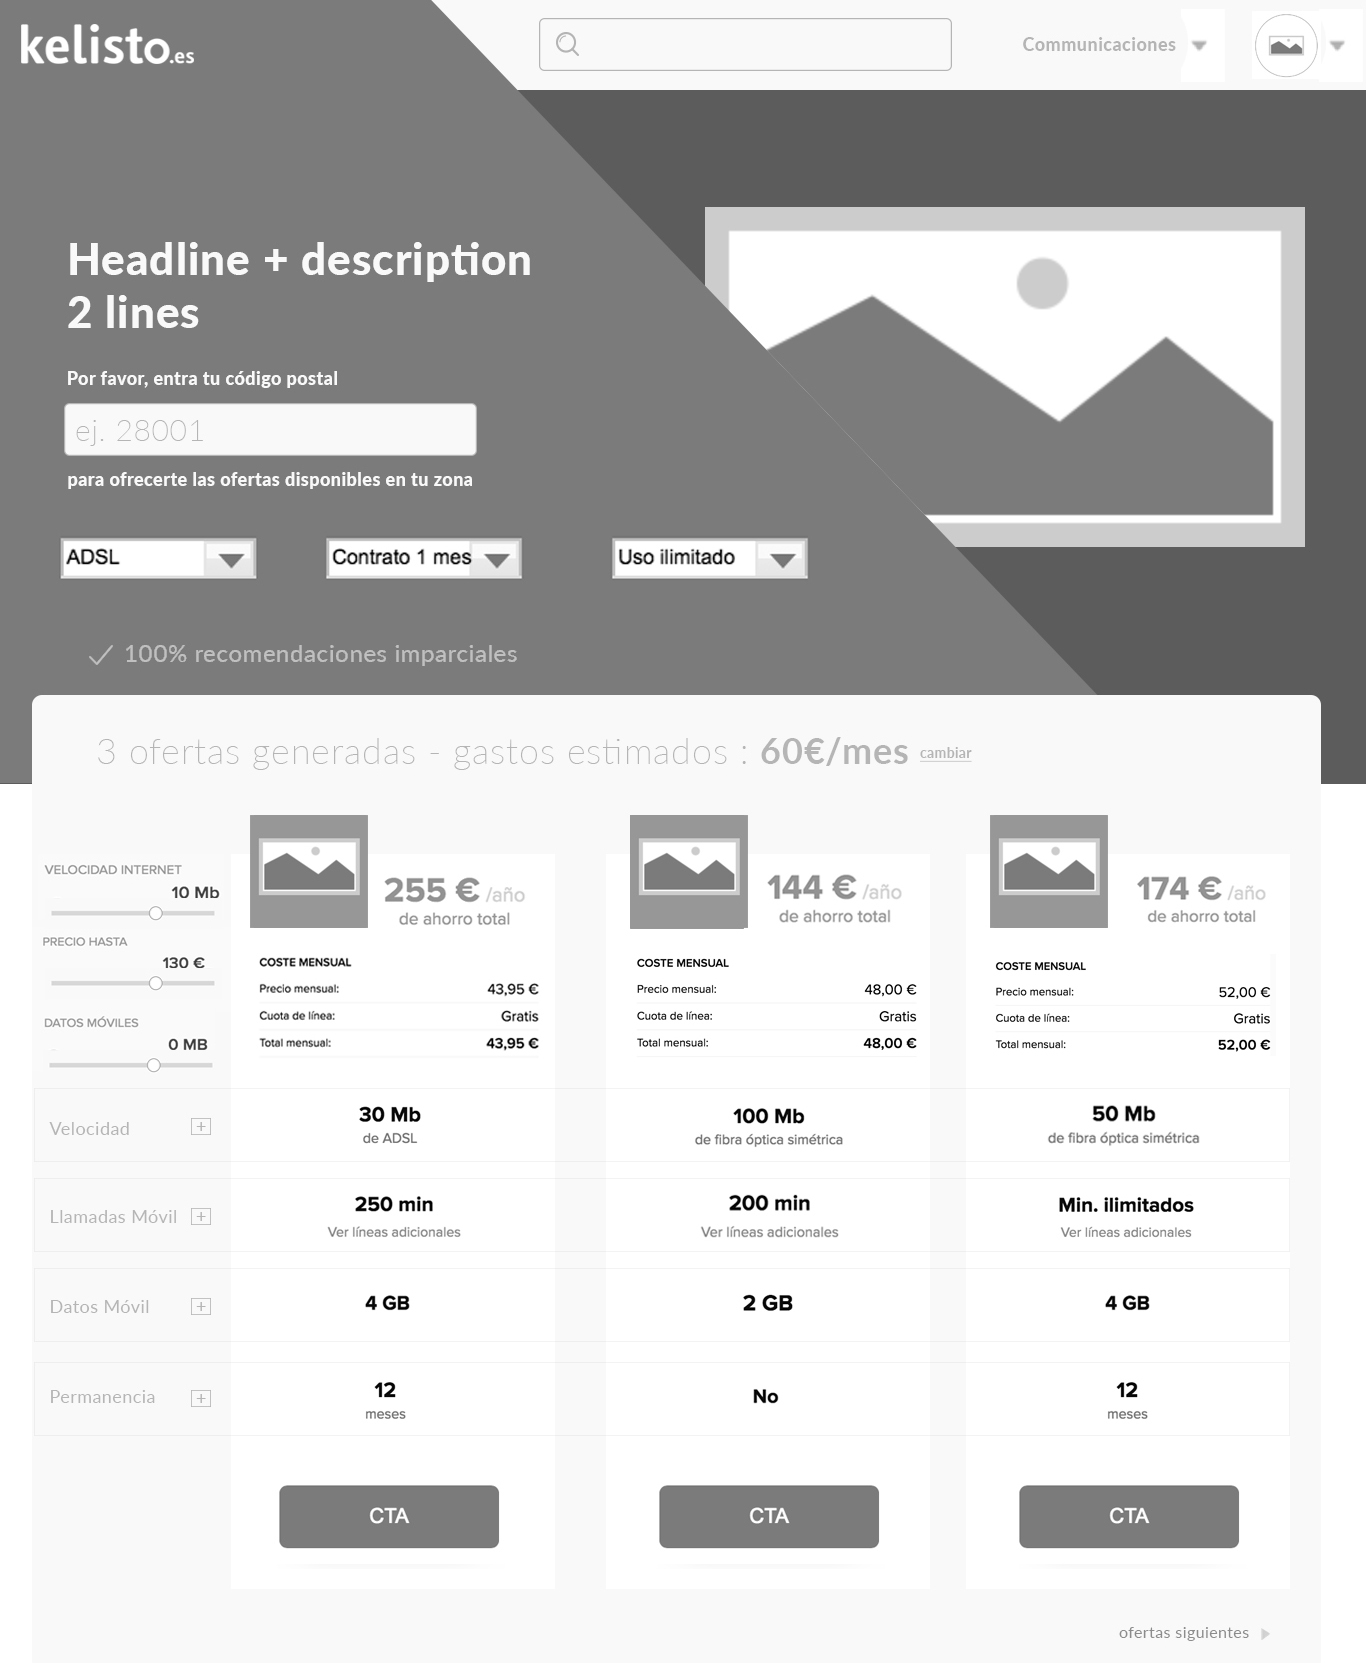 kelisto.es
Communicaciones
Headline + description
2 lines
Por favor, entra tu código postal
ej. 28001
para ofrecerte las ofertas disponibles en tu zona
ADSL
Contrato 1 mes
Uso ilimitado
100% recomendaciones imparciales
3 ofertas generadas - gastos estimados : 60€/mes cambiar
VELOCIDAD INTERNET
10 Mb
PRECIO HASTA
130 €
DATOS MÓVILES
0 MB
255 € /año
de ahorro total
COSTE MENSUAL
Precio mensual: 43,95 €
Cuota de línea: Gratis
Total mensual: 43,95 €
144 € /año
de ahorro total
COSTE MENSUAL
Precio mensual: 48,00 €
Cuota de línea: Gratis
Total mensual: 48,00 €
174 € /año
de ahorro total
COSTE MENSUAL
Precio mensual: 52,00 €
Cuota de línea: Gratis
Total mensual: 52,00 €
Velocidad
30 Mb
de ADSL
100 Mb
de fibra óptica simétrica
50 Mb
de fibra óptica simétrica
Llamadas Móvil
250 min
Ver líneas adicionales
200 min
Ver líneas adicionales
Min. ilimitados
Ver líneas adicionales
Datos Móvil
4 GB
2 GB
4 GB
Permanencia
12
meses
No
12
meses
CTA
CTA
CTA
ofertas siguientes